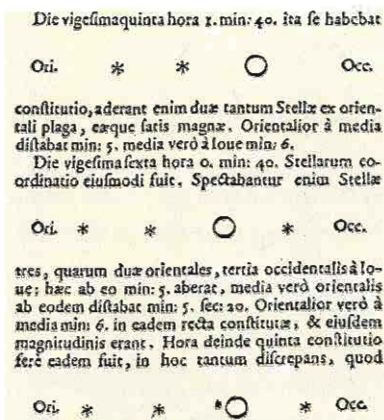 Die vigeſimaquinta hora 1. min: 40. ita ſe habebat
Ori. * * O Occ.
conſtitutio, aderant enim duæ tantum Stellæ ex orien-
tali plaga, eæque ſatis magnæ. Orientalior à media
diſtabat min: 5. media verò à Ioue min: 6.
Die vigeſimaſexta hora 0. min: 40. Stellarum co-
ordinatio eiuſmodi fuit. Spectabantur enim Stellæ
Ori. * * O * Occ.
tres, quarum duæ orientales, tertia occidentalis à Io-
ue; hæc ab eo min: 5. aberat, media verò orientalis
ab eodem diſtabat min: 5. ſec: 20. Orientalior verò à
media min: 6. in eadem recta conſtitutæ, & eiuſdem
magnitudinis erant. Hora deinde quinta conſtitutio
ferè eadem fuit, in hoc tantum diſcrepans, quod
Ori. * * *O * Occ.